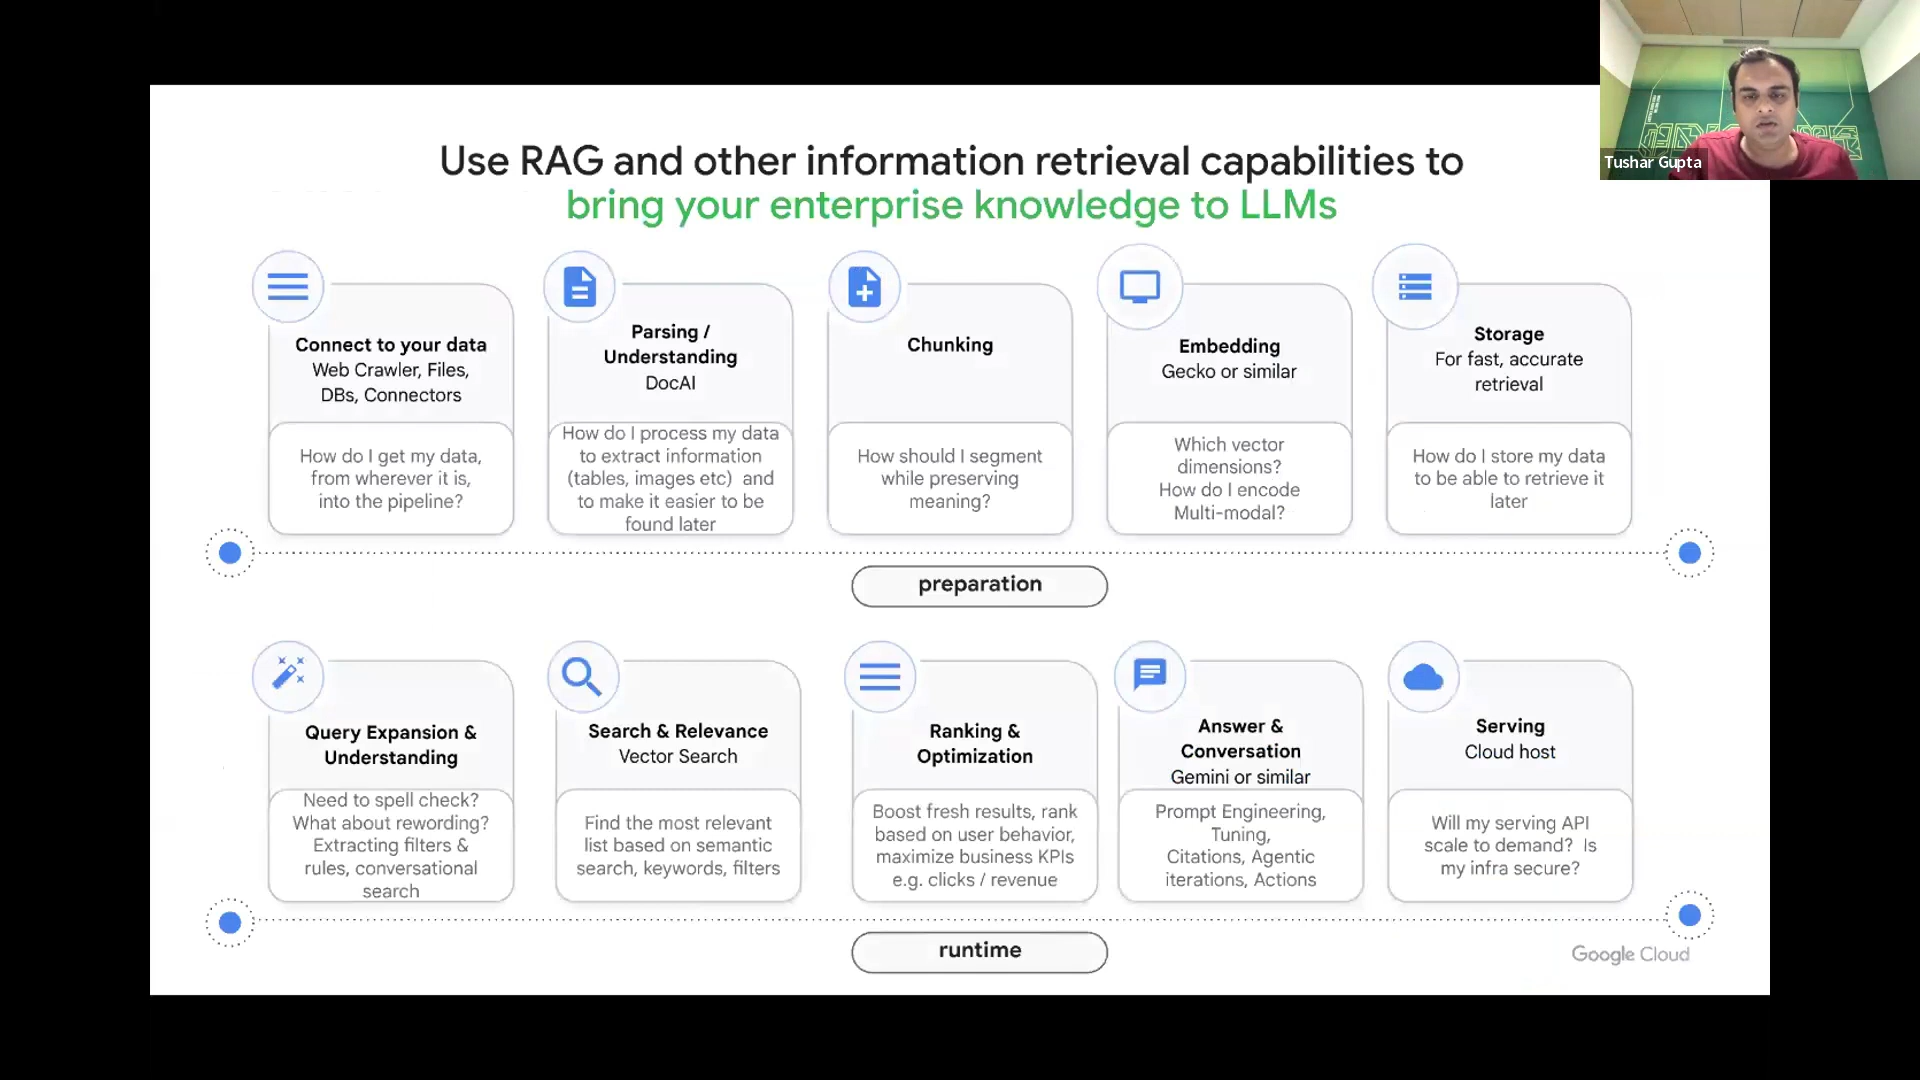 Use RAG and other information retrieval capabilities to
bring your enterprise knowledge to LLMs
Tushar Gupta
Connect to your data
Web Crawler, Files,
DBs, Connectors
How do I get my data,
from wherever it is,
into the pipeline?
Parsing /
Understanding
DocAI
How do I process my data
to extract information
(tables, images etc) and
to make it easier to be
found later
Chunking
How should I segment
while preserving
meaning?
Embedding
Gecko or similar
Which vector
dimensions?
How do I encode
Multi-modal?
Storage
For fast, accurate
retrieval
How do I store my data
to be able to retrieve it
later
preparation
Query Expansion &
Understanding
Need to spell check?
What about rewording?
Extracting filters &
rules, conversational
search
Search & Relevance
Vector Search
Find the most relevant
list based on semantic
search, keywords, filters
Ranking &
Optimization
Boost fresh results, rank
based on user behavior,
maximize business KPIs
e.g. clicks / revenue
Answer &
Conversation
Gemini or similar
Prompt Engineering,
Tuning,
Citations, Agentic
iterations, Actions
Serving
Cloud host
Will my serving API
scale to demand? Is
my infra secure?
runtime
Google Cloud